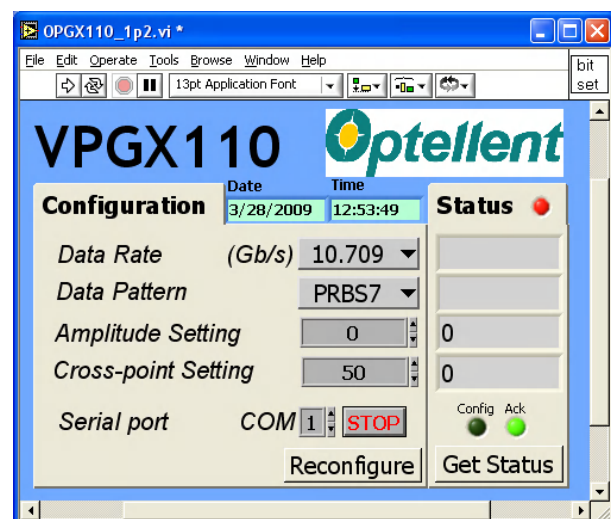 OPGX110_1p2.vi *
File Edit Operate Tools Browse Window Help
13pt Application Font
bit
set
VPGX110
Optellent
Date Time
Configuration 3/28/2009 12:53:49 Status
Data Rate (Gb/s) 10.709
Data Pattern PRBS7
Amplitude Setting 0 0
Cross-point Setting 50 0
Config Ack
Serial port COM 1 STOP
Reconfigure Get Status